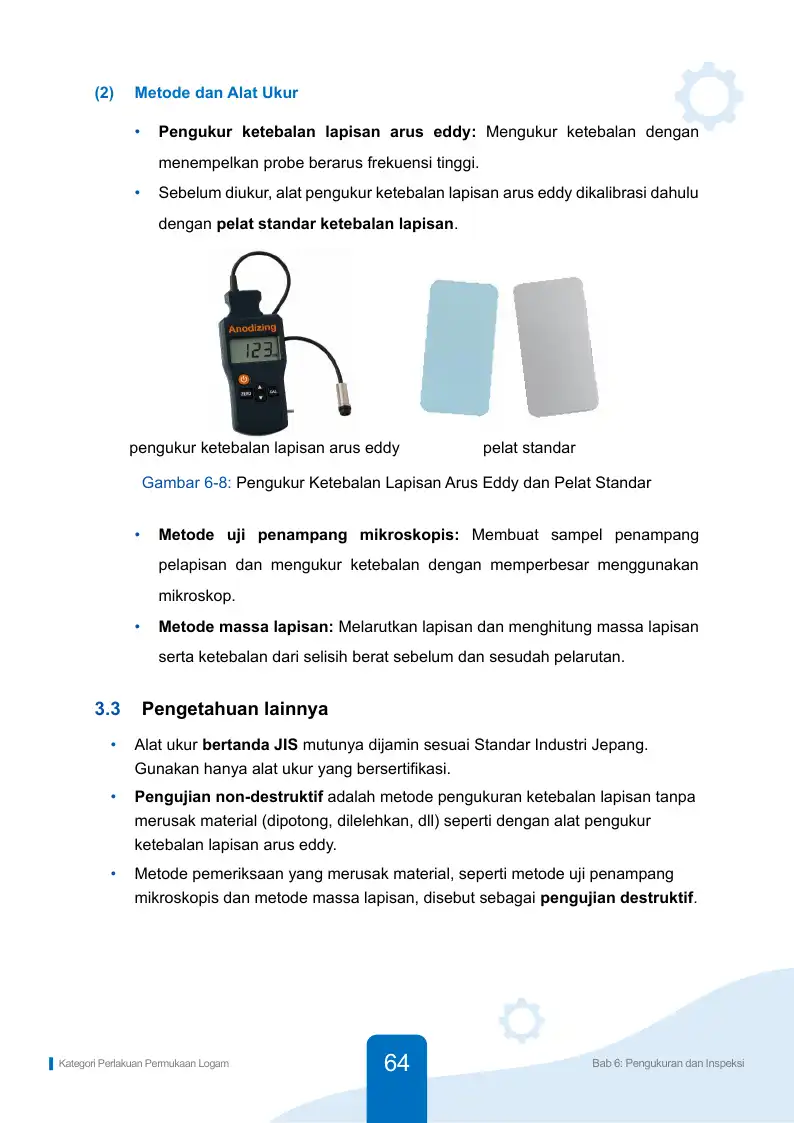 (2) Metode dan Alat Ukur
• Pengukur ketebalan lapisan arus eddy: Mengukur ketebalan dengan
menempelkan probe berarus frekuensi tinggi.
• Sebelum diukur, alat pengukur ketebalan lapisan arus eddy dikalibrasi dahulu
dengan pelat standar ketebalan lapisan.
Anodizing
123
ZERO CAL
pengukur ketebalan lapisan arus eddy pelat standar
Gambar 6-8: Pengukur Ketebalan Lapisan Arus Eddy dan Pelat Standar
• Metode uji penampang mikroskopis: Membuat sampel penampang
pelapisan dan mengukur ketebalan dengan memperbesar menggunakan
mikroskop.
• Metode massa lapisan: Melarutkan lapisan dan menghitung massa lapisan
serta ketebalan dari selisih berat sebelum dan sesudah pelarutan.
3.3 Pengetahuan lainnya
• Alat ukur bertanda JIS mutunya dijamin sesuai Standar Industri Jepang.
Gunakan hanya alat ukur yang bersertifikasi.
• Pengujian non-destruktif adalah metode pengukuran ketebalan lapisan tanpa
merusak material (dipotong, dilelehkan, dll) seperti dengan alat pengukur
ketebalan lapisan arus eddy.
• Metode pemeriksaan yang merusak material, seperti metode uji penampang
mikroskopis dan metode massa lapisan, disebut sebagai pengujian destruktif.
Kategori Perlakuan Permukaan Logam 64 Bab 6: Pengukuran dan Inspeksi